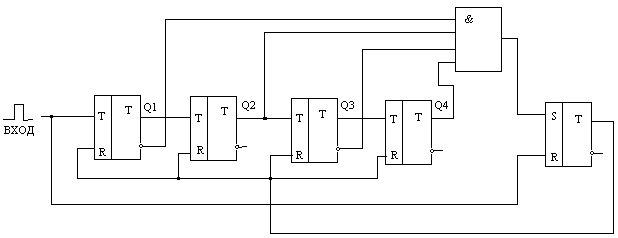 &
Q1 Q2 Q3 Q4
T T T T T T T T S T
ВХОД
R R R R R